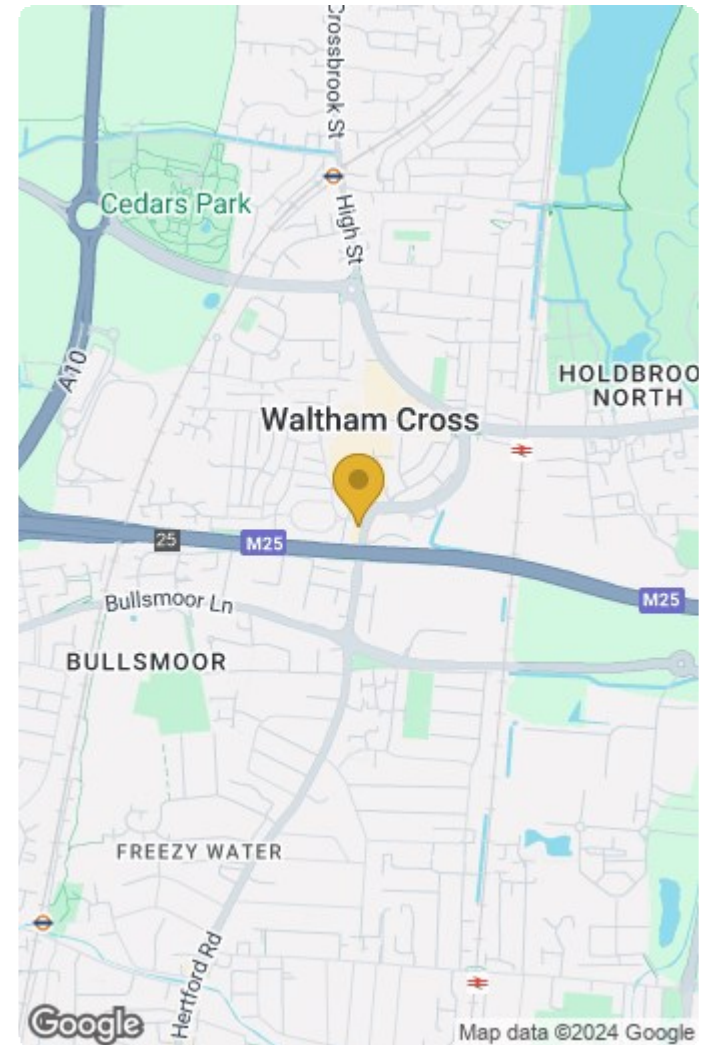 Crossbrook St
Cedars Park
High St
A10
HOLDBROO
NORTH
Waltham Cross
25
M25
Bullsmoor Ln
M25
BULLSMOOR
FREEZY WATER
Hertford Rd
Google
Map data ©2024 Google